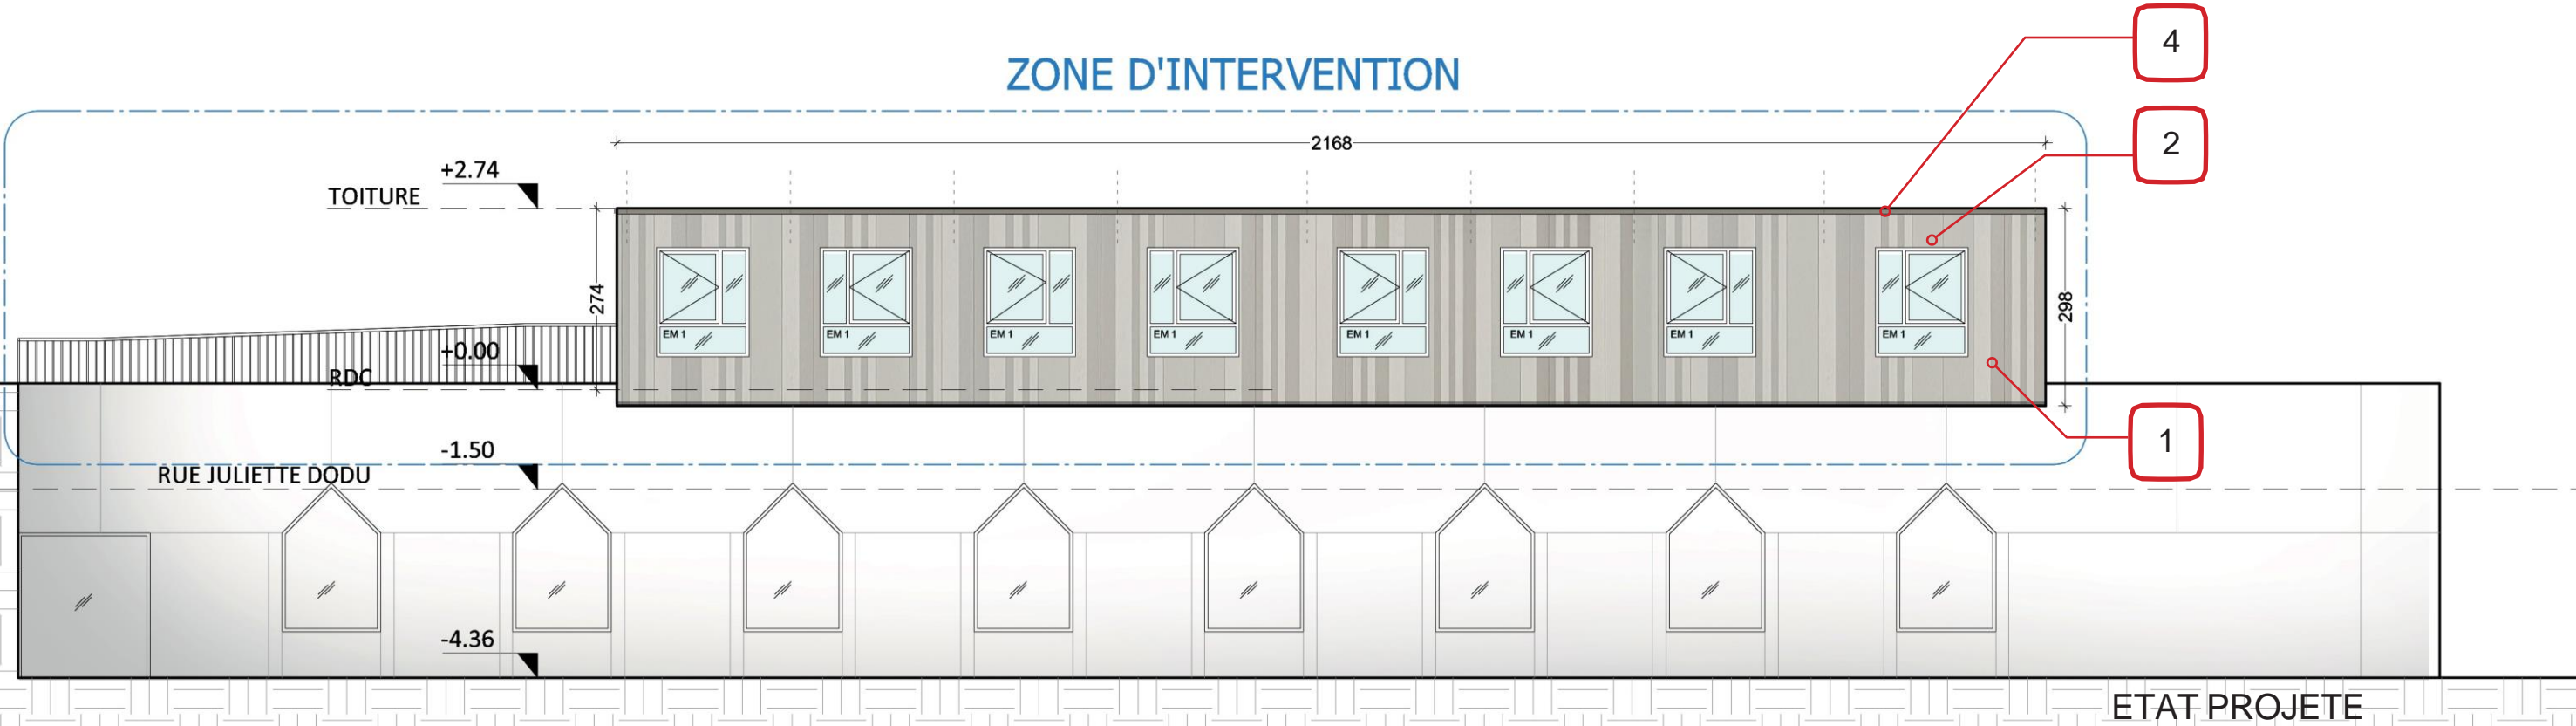 4
ZONE D'INTERVENTION
2
2168
+2.74
TOITURE
274
298
EM 1
EM 1
EM 1
EM 1
EM 1
EM 1
EM 1
EM 1
+0.00
RDC
1
-1.50
RUE JULIETTE DODU
-4.36
ETAT PROJETE